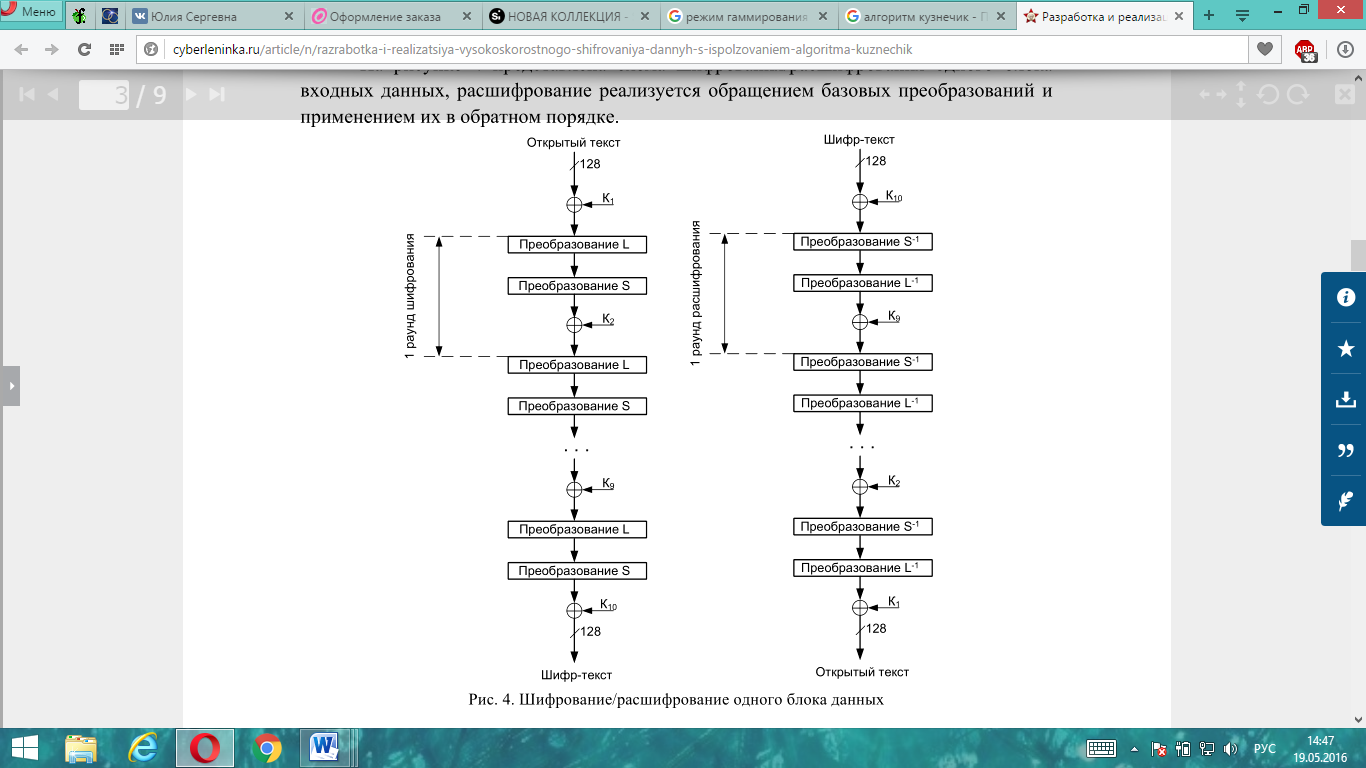 Меню
Юлия Сергевна
Оформление заказа
НОВАЯ КОЛЛЕКЦИЯ -
режим гаммирования
алгоритм кузнечик - П
Разработка и реализац
cyberleninka.ru/article/n/razrabotka-i-realizatsiya-vysokoskorostnogo-shifrovaniya-dannyh-s-ispolzovaniem-algoritma-kuznechik
36
3 / 9
входных данных, расшифрование реализуется обращением базовых преобразований и
применением их в обратном порядке.
Открытый текст
128
K1
1 раунд шифрования
Преобразование L
Преобразование S
K2
Преобразование L
Преобразование S
. . .
K9
Преобразование L
Преобразование S
K10
128
Шифр-текст
Шифр-текст
128
K10
1 раунд расшифрования
Преобразование S-1
Преобразование L-1
K9
Преобразование S-1
Преобразование L-1
. . .
K2
Преобразование S-1
Преобразование L-1
K1
128
Открытый текст
Рис. 4. Шифрование/расшифрование одного блока данных
РУС
14:47
19.05.2016